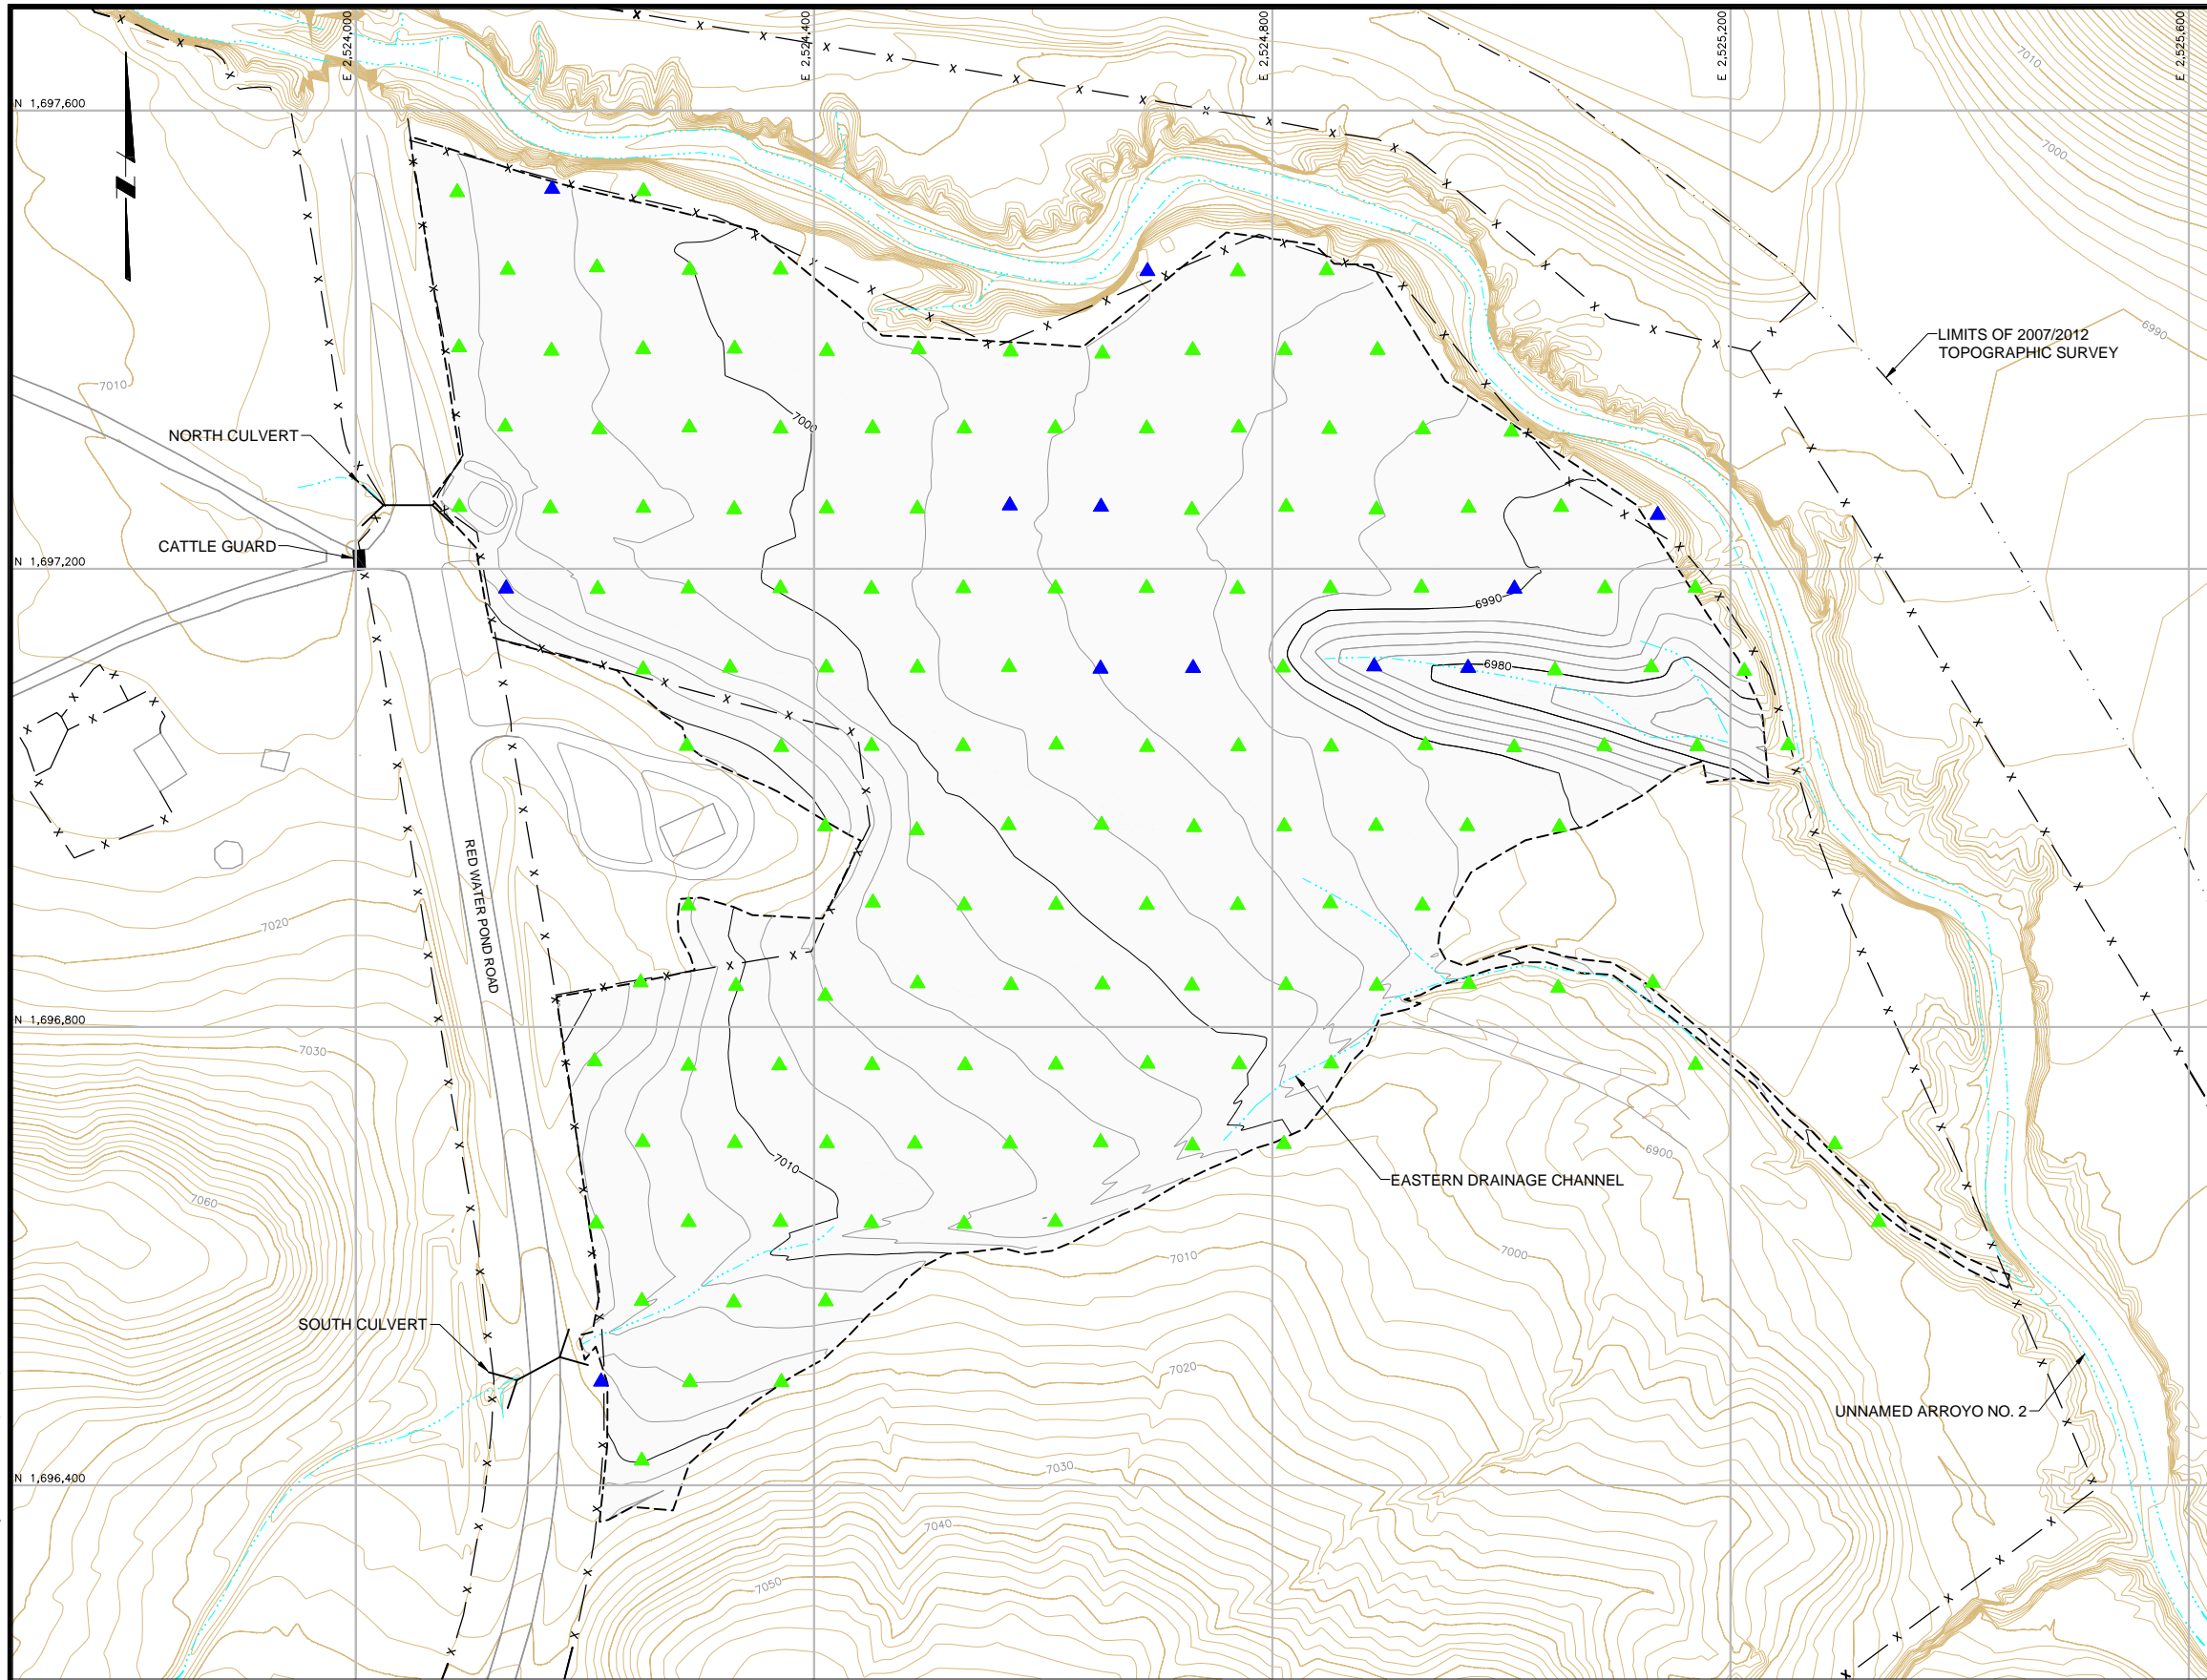 E 2,524,000
E 2,524,400
E 2,524,800
E 2,525,200
E 2,525,600
7010
N 1,697,600
Z
7000
LIMITS OF 2007/2012
TOPOGRAPHIC SURVEY
6990
7010
7000
NORTH CULVERT
CATTLE GUARD
N 1,697,200
6990
6980
RED WATER POND ROAD
7020
N 1,696,800
7030
6900
7010
EASTERN DRAINAGE CHANNEL
7060
7010
7000
SOUTH CULVERT
7020
UNNAMED ARROYO NO. 2
7030
N 1,696,400
7040
7050